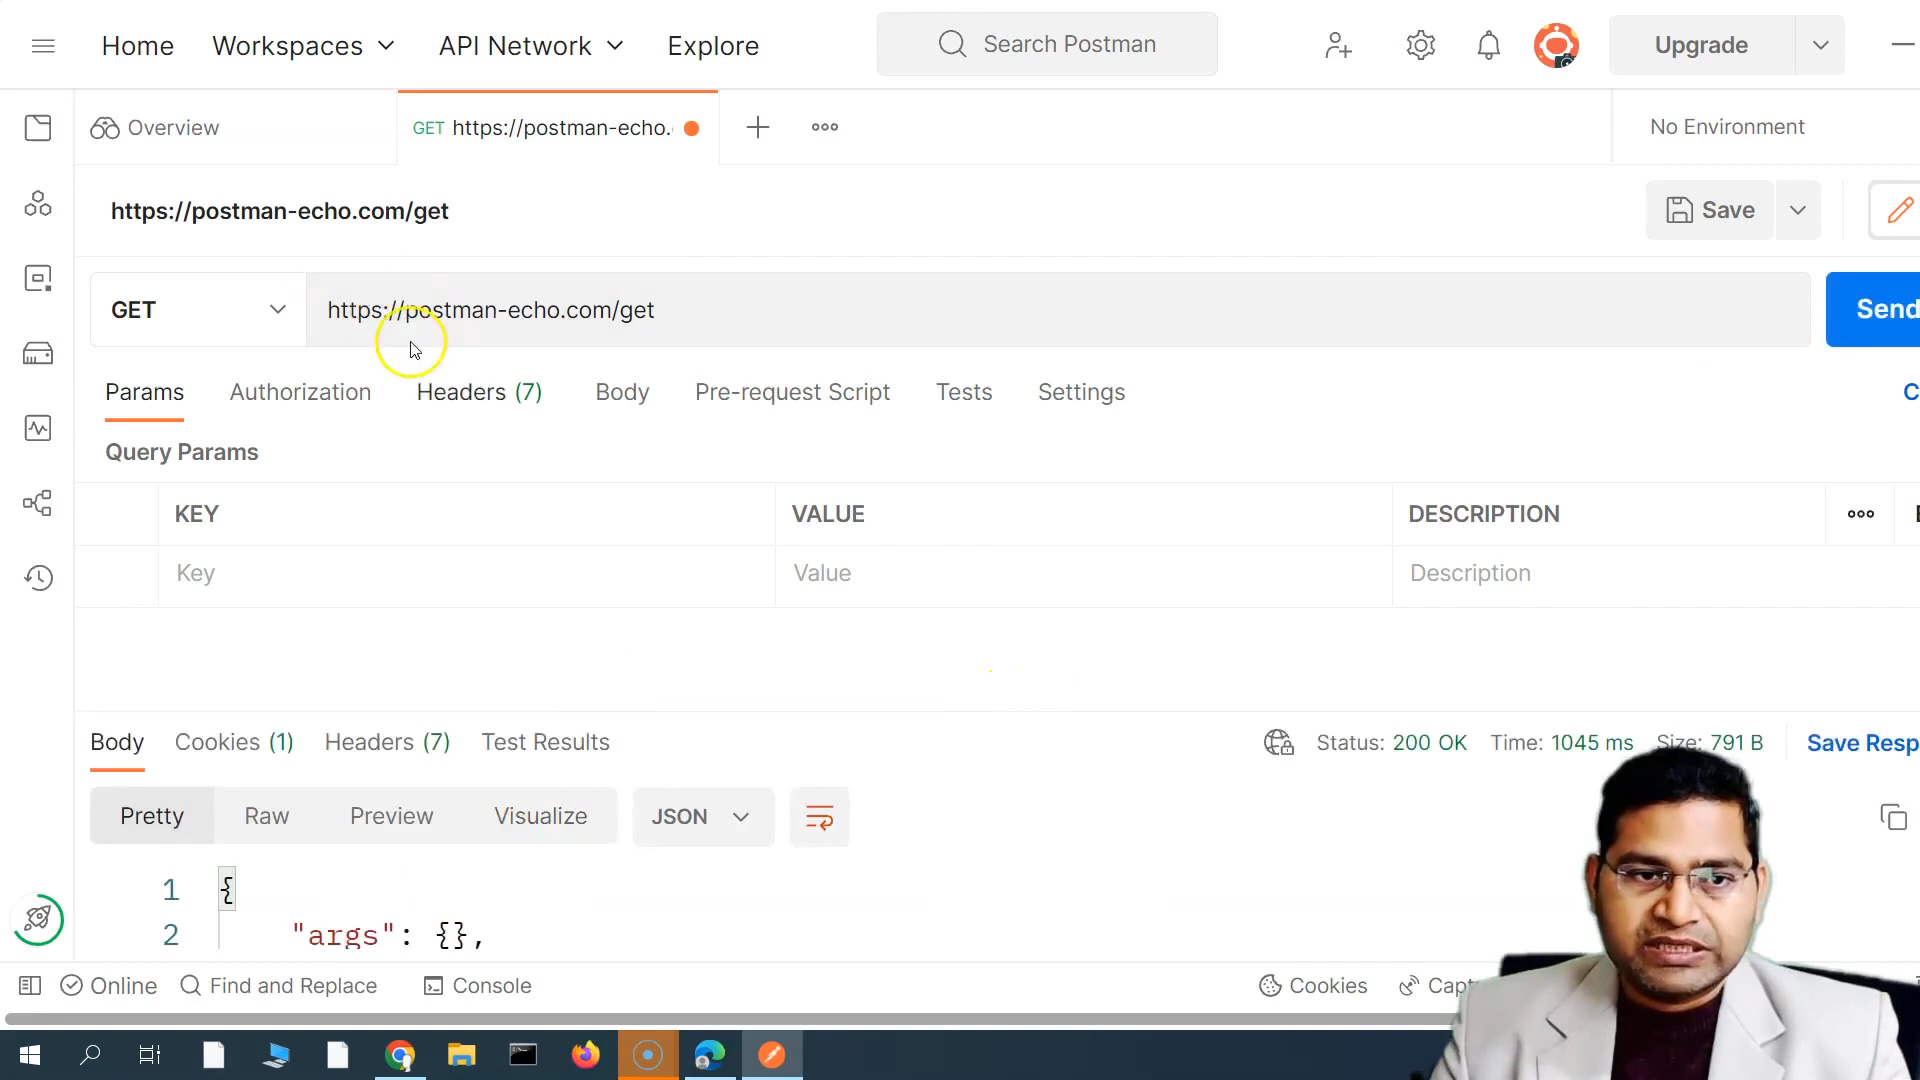 Home Workspaces API Network Explore Search Postman Upgrade
Overview GET https://postman-echo. No Environment
https://postman-echo.com/get Save
GET https://postman-echo.com/get Send
Params Authorization Headers (7) Body Pre-request Script Tests Settings C
Query Params
KEY VALUE DESCRIPTION
Key Value Description
Body Cookies (1) Headers (7) Test Results Status: 200 OK Time: 1045 ms Size: 791 B Save Resp
Pretty Raw Preview Visualize JSON
1 {
2 "args": {},
Online Find and Replace Console Cookies Capt